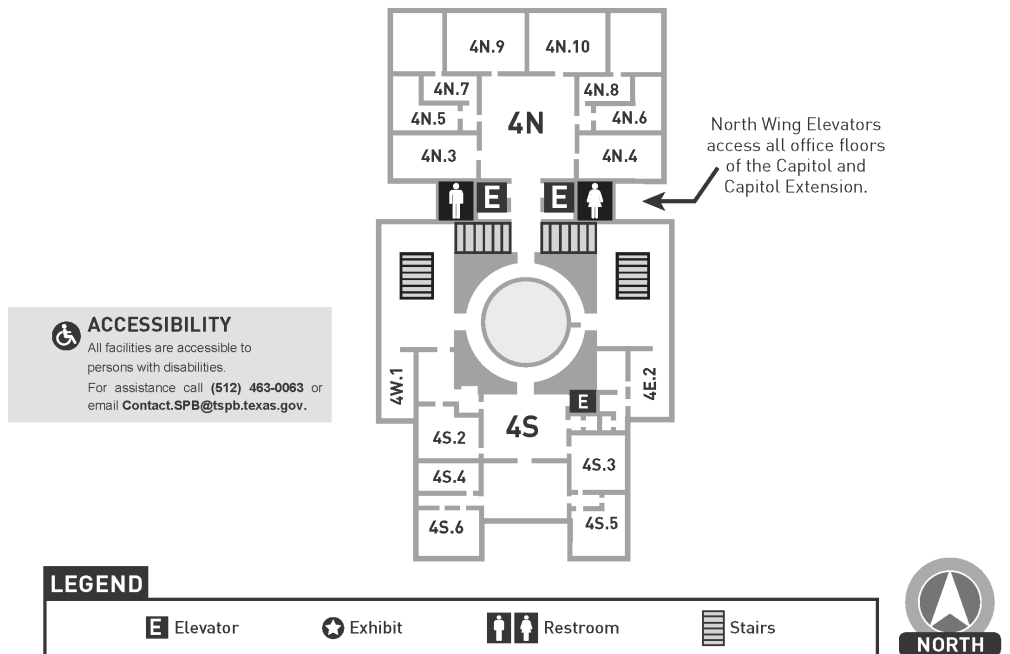 4N.9
4N.10
4N.7
4N.8
4N.5
4N
4N.6
4N.3
4N.4
North Wing Elevators
access all office floors
of the Capitol and
Capitol Extension.
E
E
ACCESSIBILITY
All facilities are accessible to
persons with disabilities.
For assistance call (512) 463-0063 or
email Contact.SPB@tspb.texas.gov.
4W.1
4E.2
E
4S
4S.2
4S.3
4S.4
4S.6
4S.5
LEGEND
E Elevator
Exhibit
Restroom
Stairs
NORTH